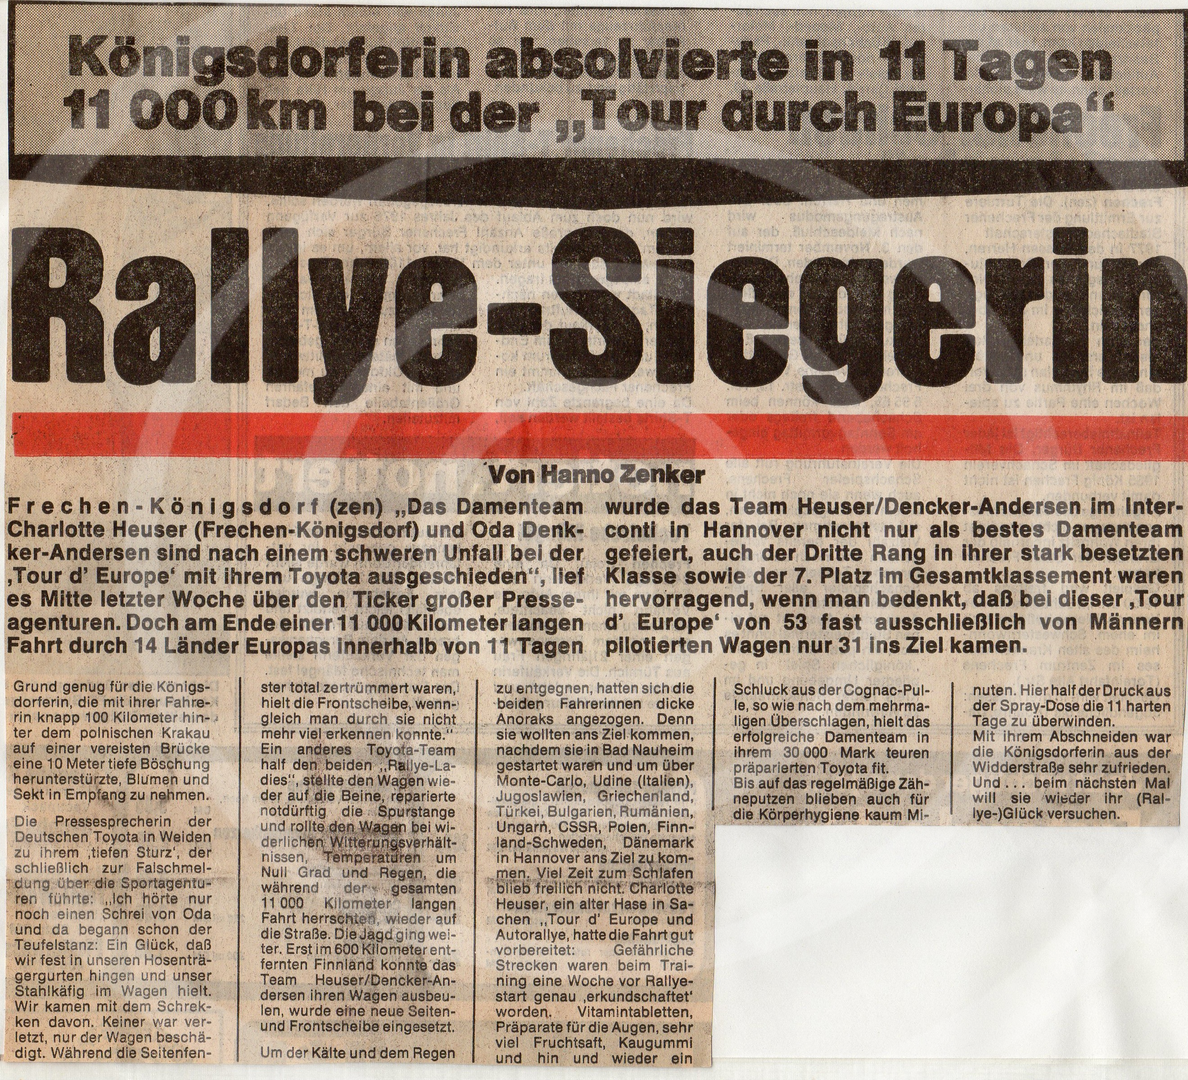 Königsdorferin absolvierte in 11 Tagen
11 000 km bei der „Tour durch Europa“
Rallye-Siegerin
Von Hanno Zenker
Frechen-Königsdorf (zen) „Das Damenteam
Charlotte Heuser (Frechen-Königsdorf) und Oda Denk-
ker-Andersen sind nach einem schweren Unfall bei der
‚Tour d’ Europe‘ mit ihrem Toyota ausgeschieden“, lief
es Mitte letzter Woche über den Ticker großer Presse-
agenturen. Doch am Ende einer 11 000 Kilometer langen
Fahrt durch 14 Länder Europas innerhalb von 11 Tagen
wurde das Team Heuser/Dencker-Andersen im Inter-
conti in Hannover nicht nur als bestes Damenteam
gefeiert, auch der Dritte Rang in ihrer stark besetzten
Klasse sowie der 7. Platz im Gesamtklassement waren
hervorragend, wenn man bedenkt, daß bei dieser ‚Tour
d’ Europe‘ von 53 fast ausschließlich von Männern
pilotierten Wagen nur 31 ins Ziel kamen.
Grund genug für die Königs-
dorferin, die mit ihrer Fahre-
rin knapp 100 Kilometer hin-
ter dem polnischen Krakau
auf einer vereisten Brücke
eine 10 Meter tiefe Böschung
herunterstürzte, Blumen und
Sekt in Empfang zu nehmen.
Die Pressesprecherin der
Deutschen Toyota in Weiden
zu ihrem ‚tiefen Sturz‘, der
schließlich zur Falschmel-
dung über die Sportagentu-
ren führte: „Ich hörte nur
noch einen Schrei von Oda
und da begann schon der
Teufelstanz: Ein Glück, daß
wir fest in unseren Hosenträ-
gergurten hingen und unser
Stahlkäfig im Wagen hielt.
Wir kamen mit dem Schrek-
ken davon. Keiner war ver-
letzt, nur der Wagen beschä-
digt. Während die Seitenfen-
ster total zertrümmert waren,
hielt die Frontscheibe, wenn-
gleich man durch sie nicht
mehr viel erkennen konnte.“
Ein anderes Toyota-Team
half den beiden „Rallye-La-
dies“, stellte den Wagen wie-
der auf die Beine, reparierte
notdürftig die Spurstange
und rollte den Wagen bei wi-
derlichen Witterungsverhält-
nissen, Temperaturen um
Null Grad und Regen, die
während der gesamten
11 000 Kilometer langen
Fahrt herrschten, wieder auf
die Straße. Die Jagd ging wei-
ter. Erst im 600 Kilometer ent-
fernten Finnland konnte das
Team Heuser/Dencker-An-
dersen ihren Wagen ausbeu-
len, wurde eine neue Seiten-
und Frontscheibe eingesetzt.
Um der Kälte und dem Regen
zu entgegnen, hatten sich die
beiden Fahrerinnen dicke
Anoraks angezogen. Denn
sie wollten ans Ziel kommen,
nachdem sie in Bad Nauheim
gestartet waren und um über
Monte-Carlo, Udine (Italien),
Jugoslawien, Griechenland,
Türkei, Bulgarien, Rumänien,
Ungarn, CSSR, Polen, Finn-
land-Schweden, Dänemark
in Hannover ans Ziel zu kom-
men. Viel Zeit zum Schlafen
blieb freilich nicht. Charlotte
Heuser, ein alter Hase in Sa-
chen „Tour d’ Europe und
Autorallye, hatte die Fahrt gut
vorbereitet: Gefährliche
Strecken waren beim Trai-
ning eine Woche vor Rallye-
start genau ‚erkundschaftet‘
worden. Vitamintabletten,
Präparate für die Augen, sehr
viel Fruchtsaft, Kaugummi
und hin und wieder ein
Schluck aus der Cognac-Pul-
le, so wie nach dem mehrma-
ligen Überschlagen, hielt das
erfolgreiche Damenteam in
ihrem 30 000 Mark teuren
präparierten Toyota fit.
Bis auf das regelmäßige Zäh-
neputzen blieben auch für
die Körperhygiene kaum Mi-
nuten. Hier half der Druck aus
der Spray-Dose die 11 harten
Tage zu überwinden.
Mit ihrem Abschneiden war
die Königsdorferin aus der
Widderstraße sehr zufrieden.
Und . . . beim nächsten Mal
will sie wieder ihr (Ral-
lye-)Glück versuchen.